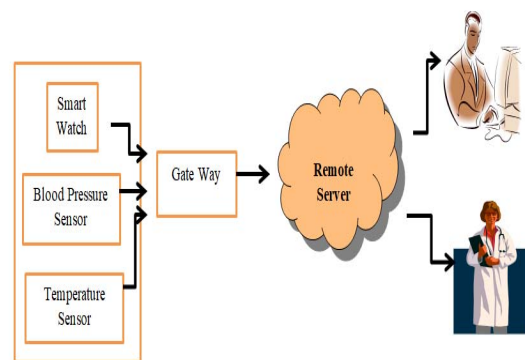 Smart
Watch
Blood Pressure
Sensor
Temperature
Sensor
Gate Way
Remote
Server